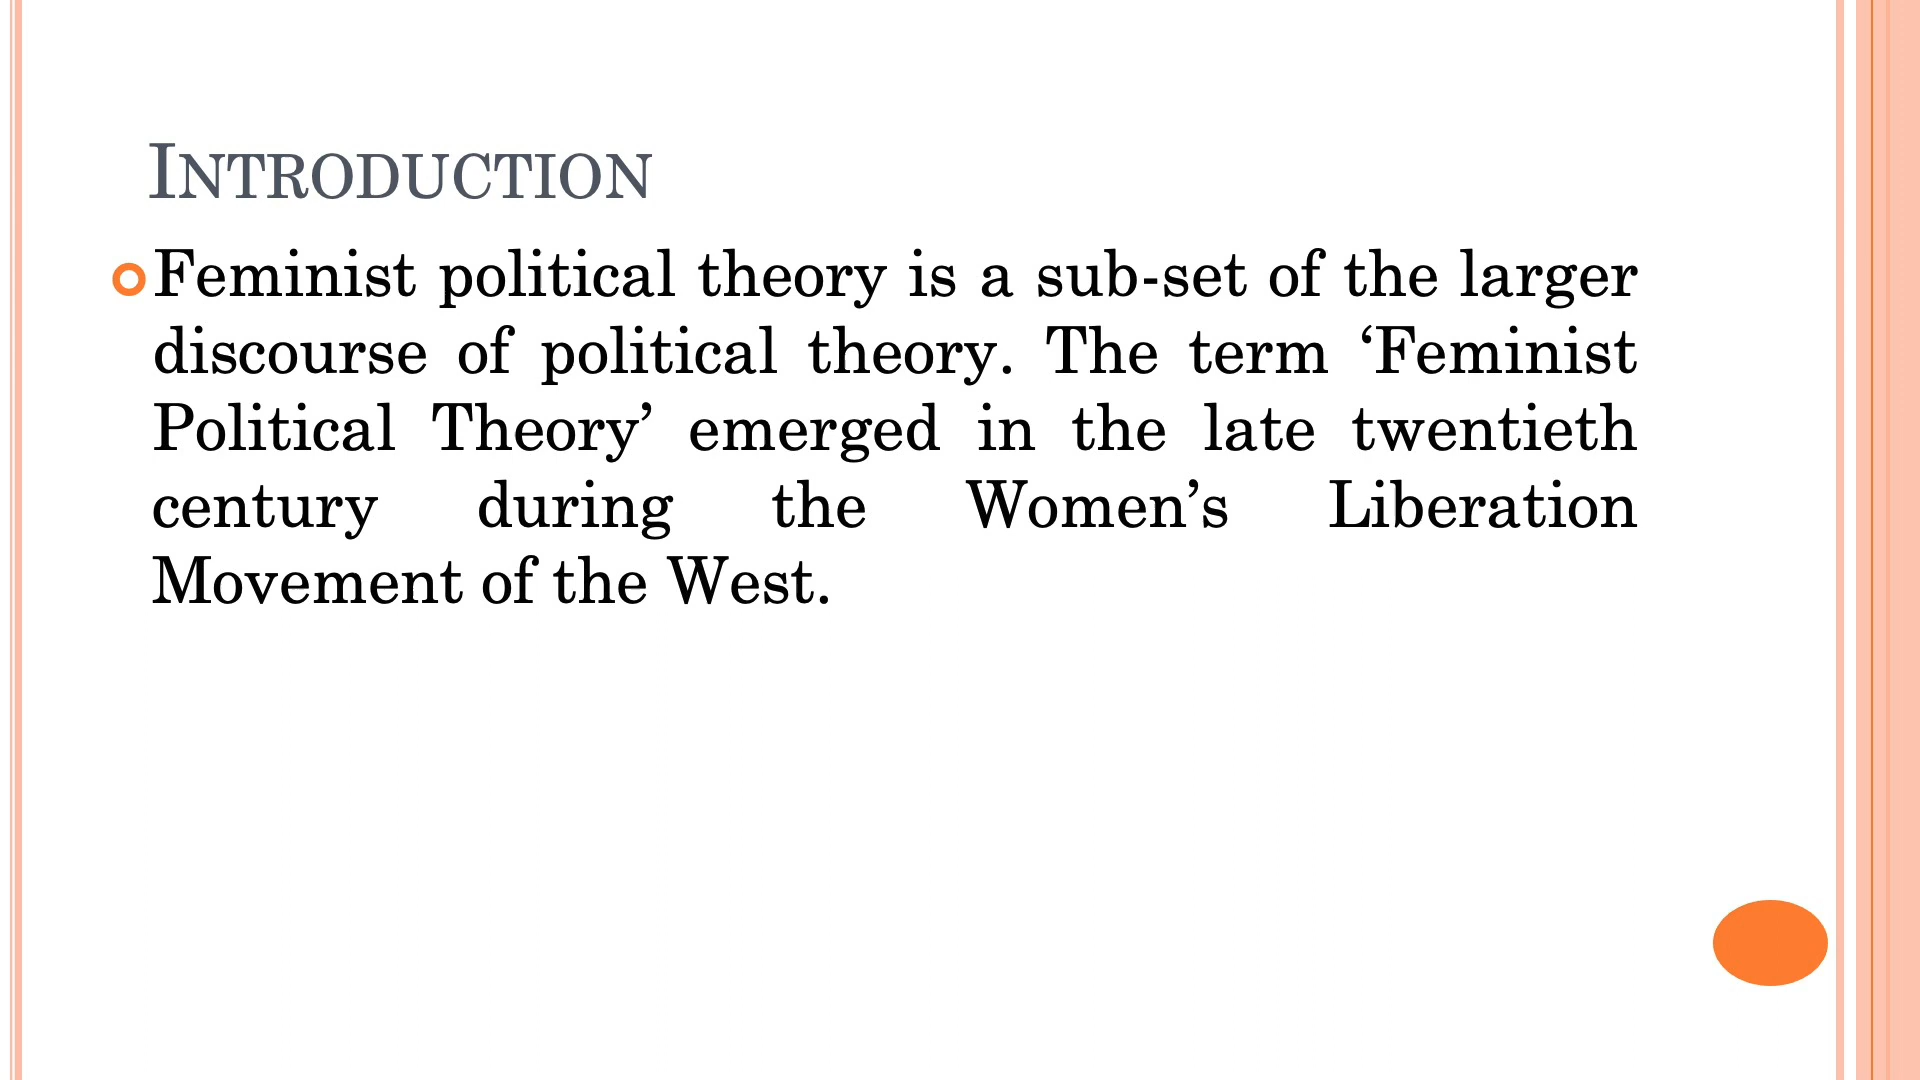 INTRODUCTION
Feminist political theory is a sub-set of the larger
discourse of political theory. The term ‘Feminist
Political Theory’ emerged in the late twentieth
century during the Women’s Liberation
Movement of the West.